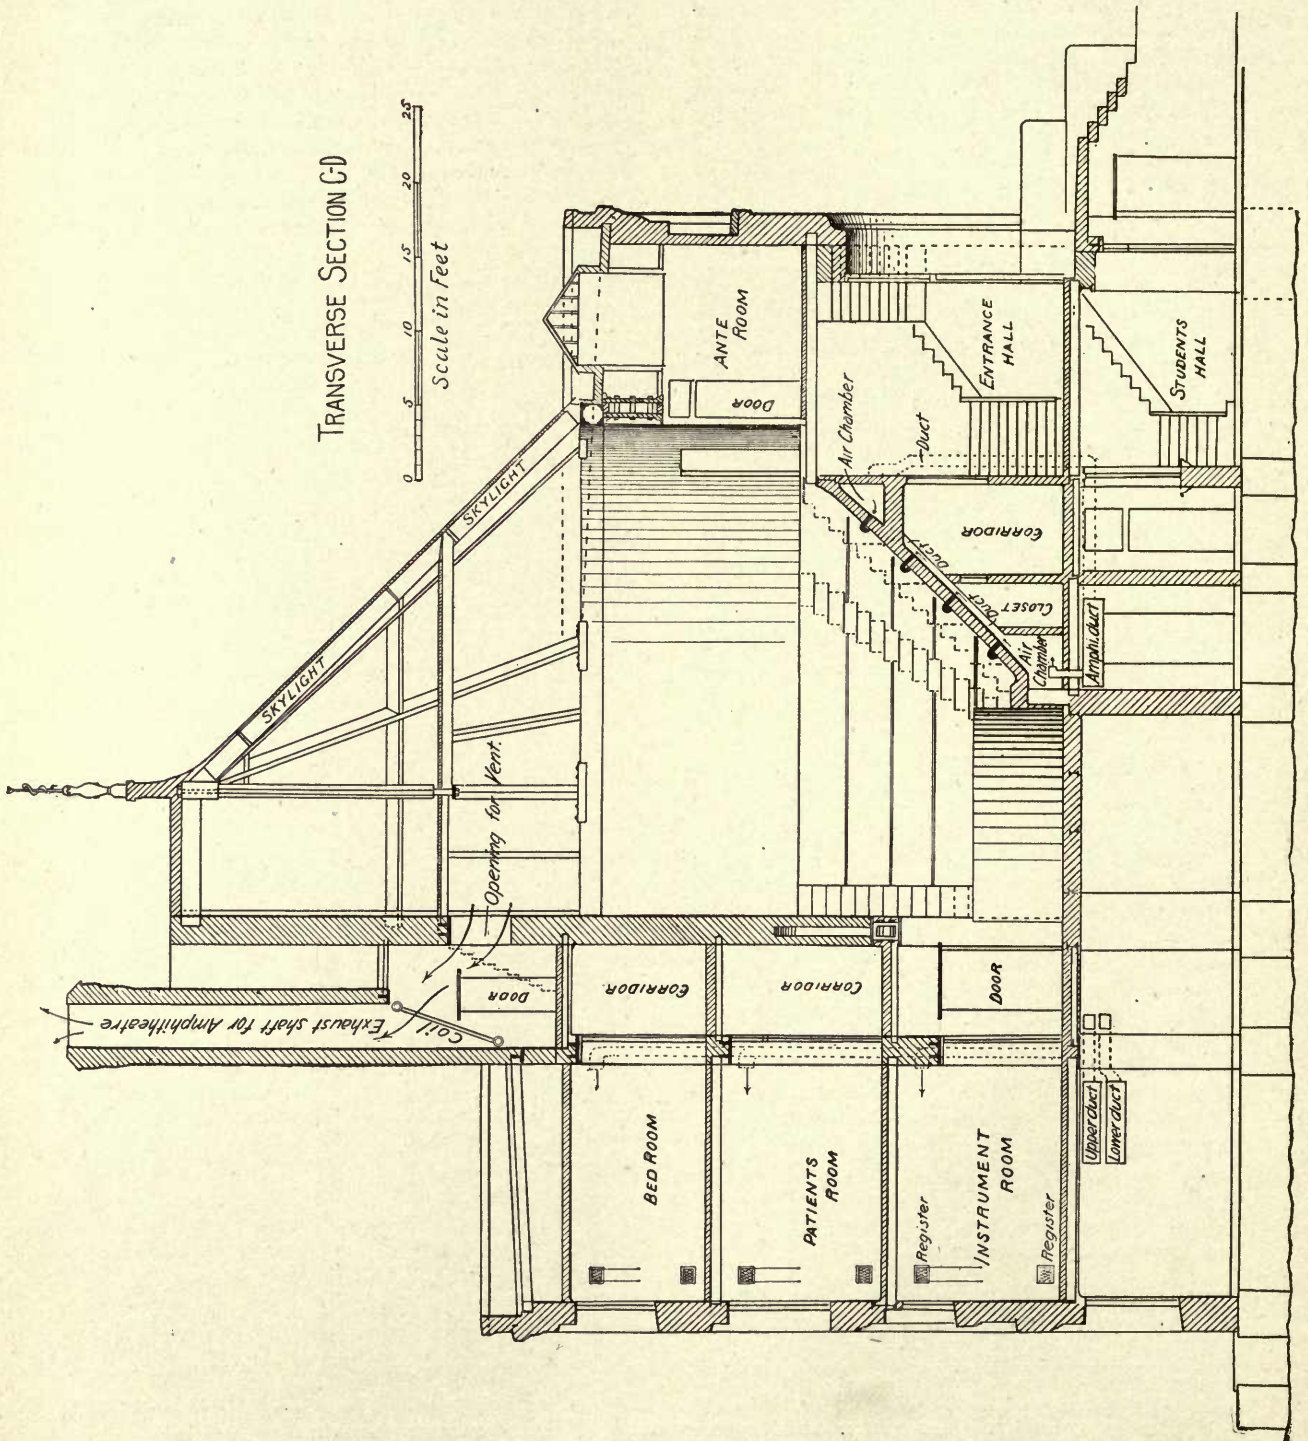 TRANSVERSE SECTION C-D
0 5 10 15 20 25
Scale in Feet
SKYLIGHT
SKYLIGHT
Opening for Vent.
Exhaust shaft for Amphitheatre
Coil
DOOR
CORRIDOR.
CORRIDOR
DOOR
BED ROOM
PATIENTS
ROOM
INSTRUMENT
ROOM
Register
Register
Upper duct
Lower duct
ANTE
ROOM
DOOR
Air Chamber
Duct
ENTRANCE
HALL
STUDENTS
HALL
CORRIDOR
Duct
Duct
CLOSET
Air
Chamber
Amphi. duct